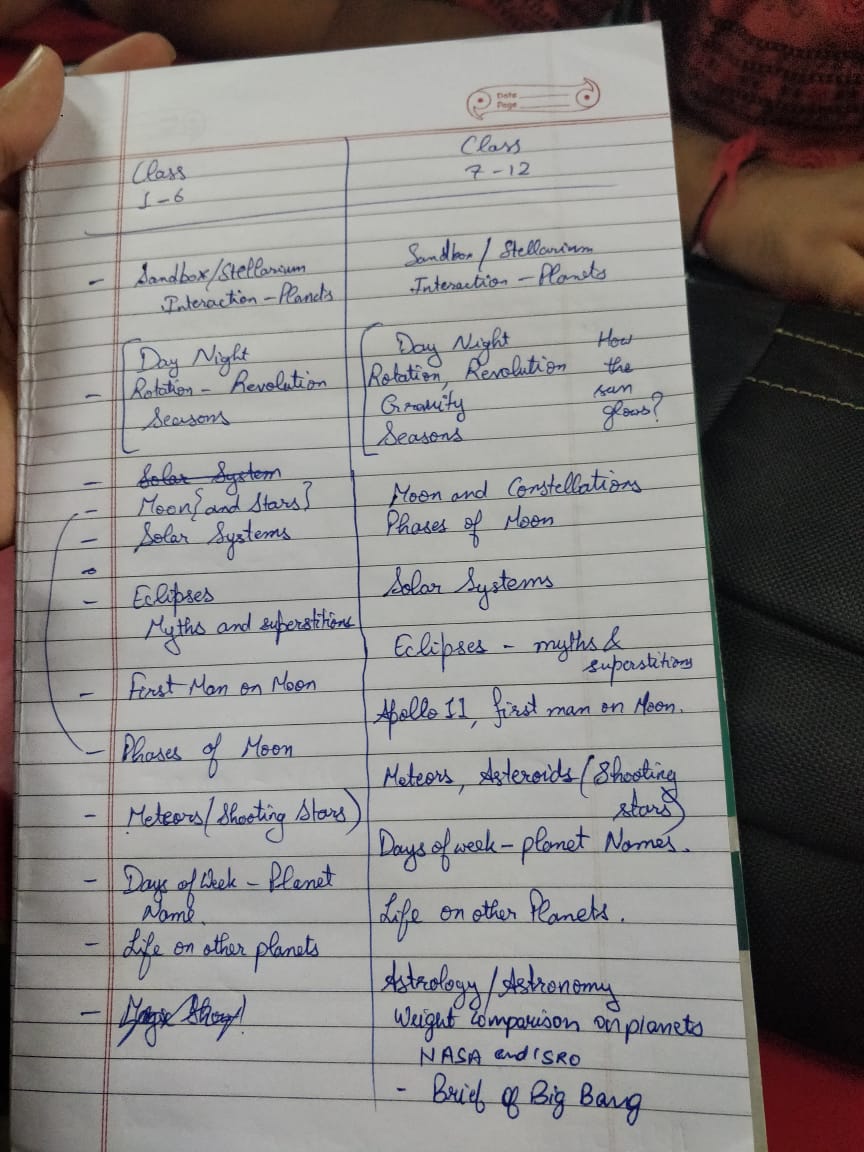 Date
Page
Class
1-6
- Sandbox/Stellarium
Interaction - Planets
Day Night
- Rotation - Revolution
Seasons
- Solar System
- Moon {and Stars}
- Solar Systems
- Eclipses
Myths and superstitions
- First Man on Moon
- Phases of Moon
- Meteors/(Shooting Stars)
- Days of Week - Planet
Name
- Life on other planets
-
Class
7-12
Sandbox / Stellarium
Interaction - Planets
Day Night
Rotation, Revolution
Gravity
Seasons
How
the
sun
glows?
Moon and Constellations
Phases of Moon
Solar Systems
Eclipses - myths &
superstitions
Apollo 11, first man on Moon.
Meteors, Asteroids (Shooting
stars)
Days of week - planet Names.
Life on other Planets.
Astrology/Astronomy
Weight comparison on planets
NASA and ISRO
- Brief of Big Bang